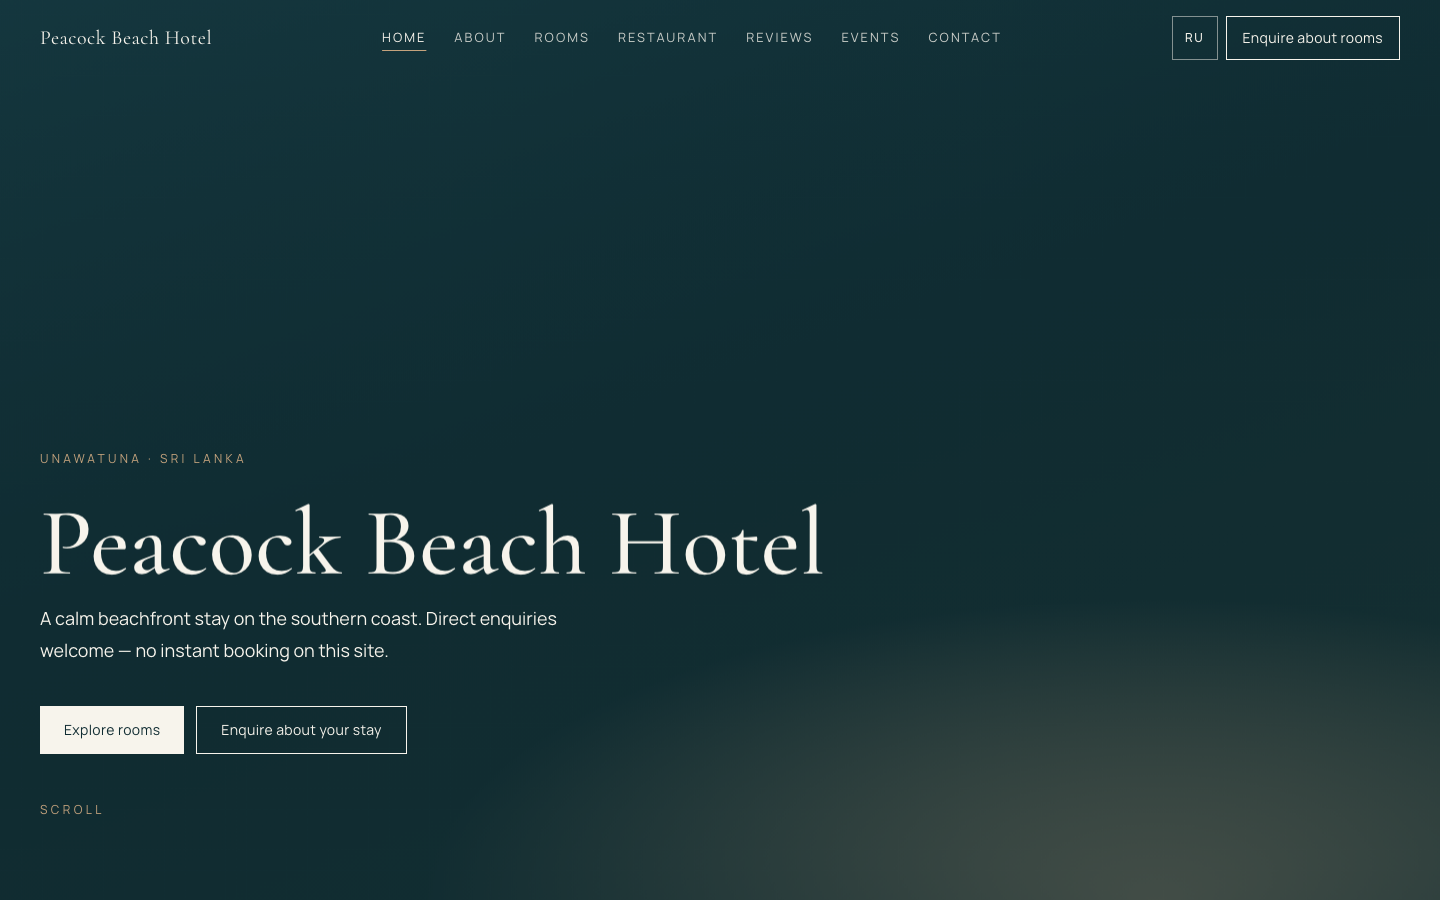 Peacock Beach Hotel
HOME ABOUT ROOMS RESTAURANT REVIEWS EVENTS CONTACT
RU
Enquire about rooms
UNAWATUNA · SRI LANKA
Peacock Beach Hotel
A calm beachfront stay on the southern coast. Direct enquiries
welcome — no instant booking on this site.
Explore rooms
Enquire about your stay
SCROLL